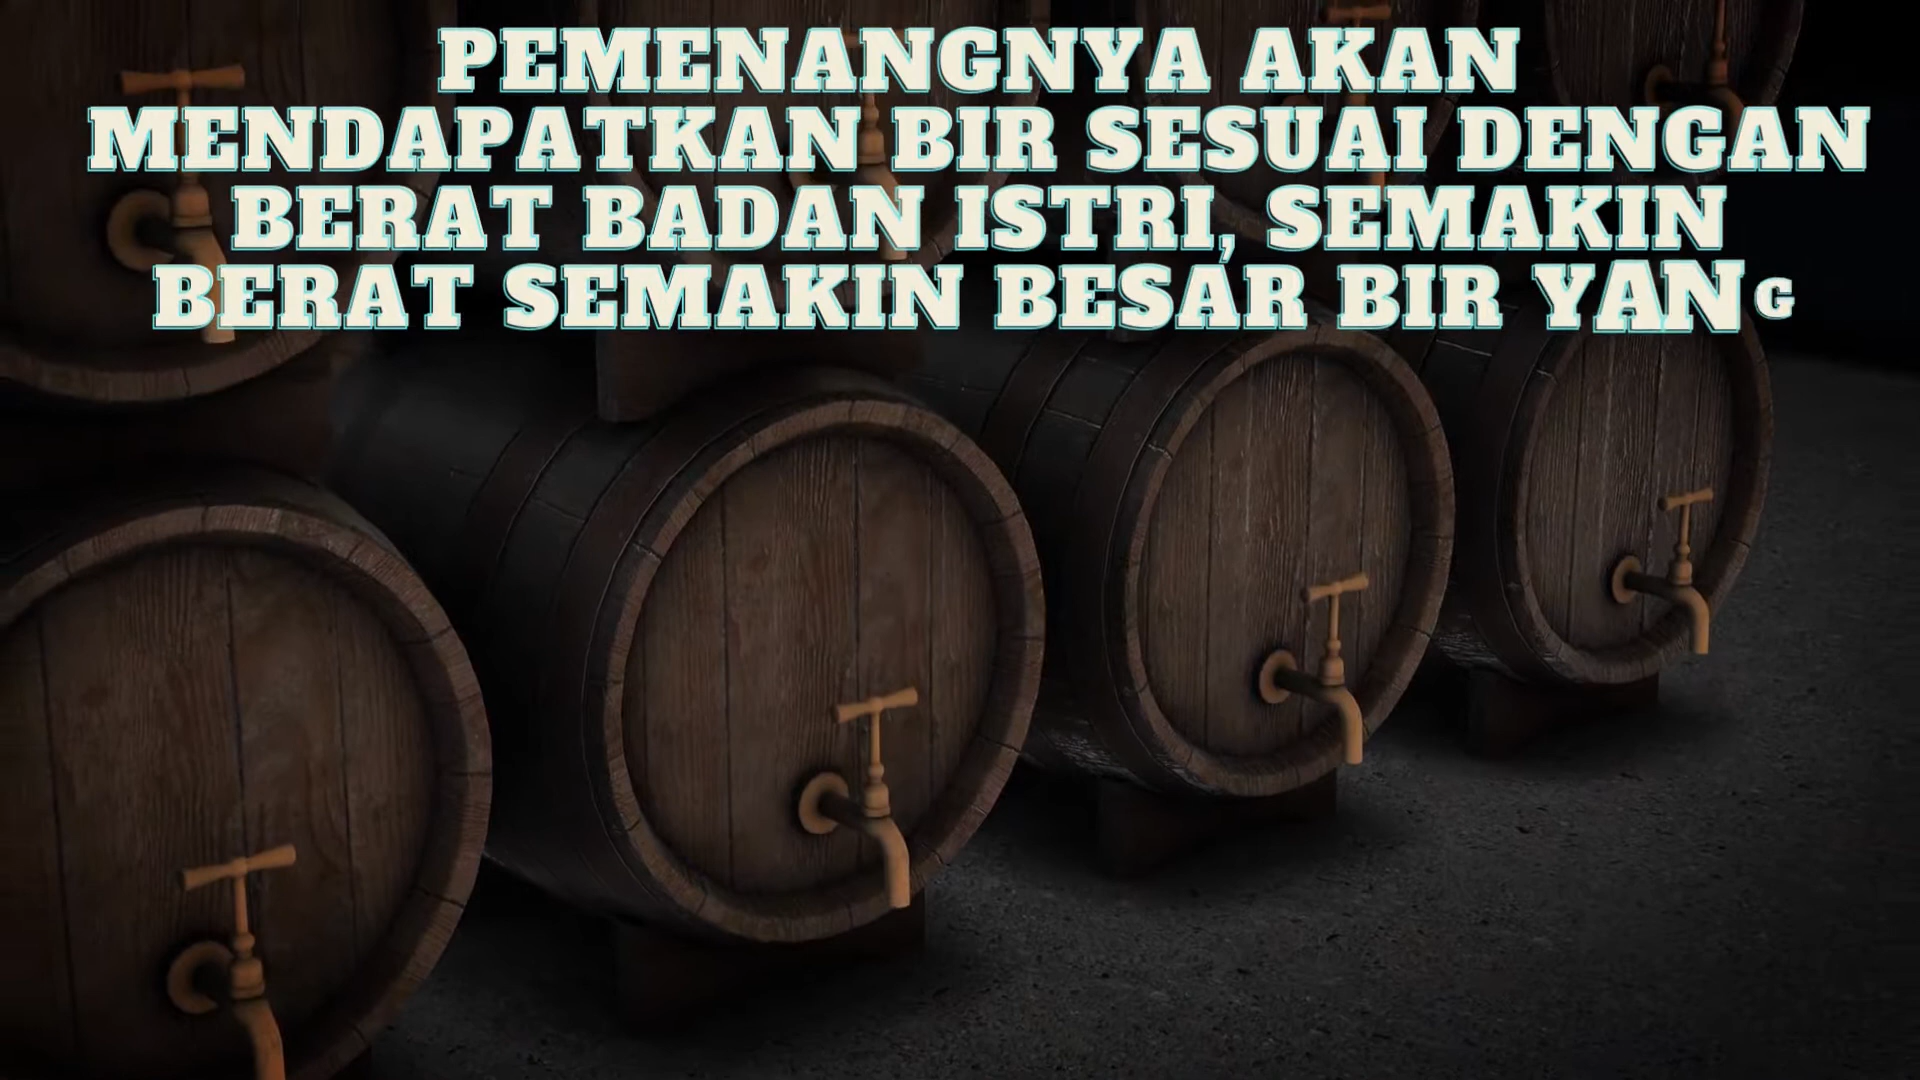 PEMENANGNYA AKAN
MENDAPATKAN BIR SESUAI DENGAN
BERAT BADAN ISTRI, SEMAKIN
BERAT SEMAKIN BESAR BIR YANG